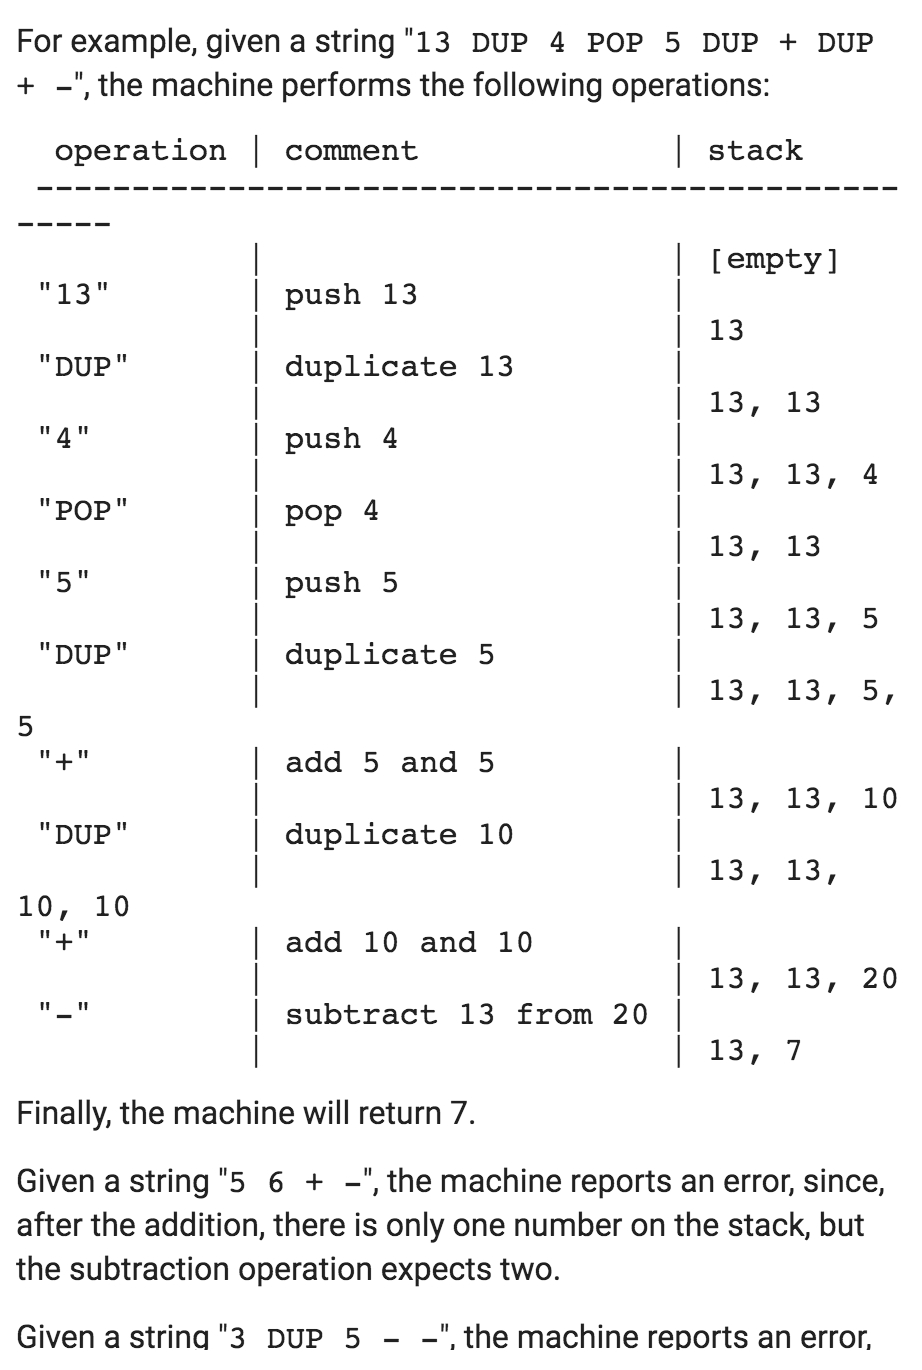 For example, given a string "13 DUP 4 POP 5 DUP + DUP
+ -", the machine performs the following operations:
operation | comment | stack
---------------------------------------------
-----
| | [empty]
"13" | push 13 |
| | 13
"DUP" | duplicate 13 |
| | 13, 13
"4" | push 4 |
| | 13, 13, 4
"POP" | pop 4 |
| | 13, 13
"5" | push 5 |
| | 13, 13, 5
"DUP" | duplicate 5 |
| | 13, 13, 5,
5
"+" | add 5 and 5 |
| | 13, 13, 10
"DUP" | duplicate 10 |
| | 13, 13,
10, 10
"+" | add 10 and 10 |
| | 13, 13, 20
"-" | subtract 13 from 20 |
| | 13, 7
Finally, the machine will return 7.
Given a string "5 6 + -", the machine reports an error, since,
after the addition, there is only one number on the stack, but
the subtraction operation expects two.
Given a string "3 DUP 5 - -", the machine reports an error,